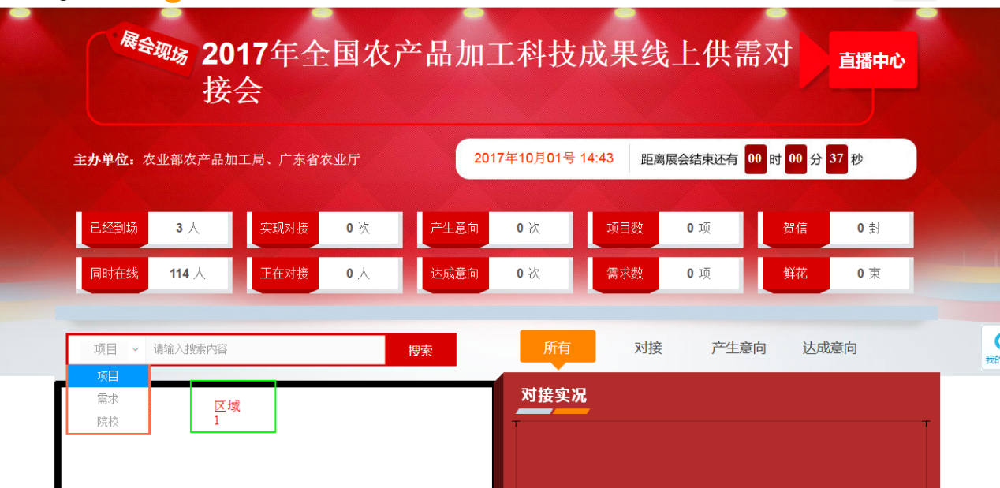 展会现场
2017年全国农产品加工科技成果线上供需对
接会
直播中心
主办单位：农业部农产品加工局、广东省农业厅
2017年10月01号 14:43 距离展会结束还有 00 时 00 分 37 秒
已经到场 3 人 实现对接 0 次 产生意向 0 次 项目数 0 项 贺信 0 封
同时在线 114 人 正在对接 0 人 达成意向 0 次 需求数 0 项 鲜花 0 束
项目 请输入搜索内容 搜索 所有 对接 产生意向 达成意向
我的
项目
需求
院校
区域
1
对接实况